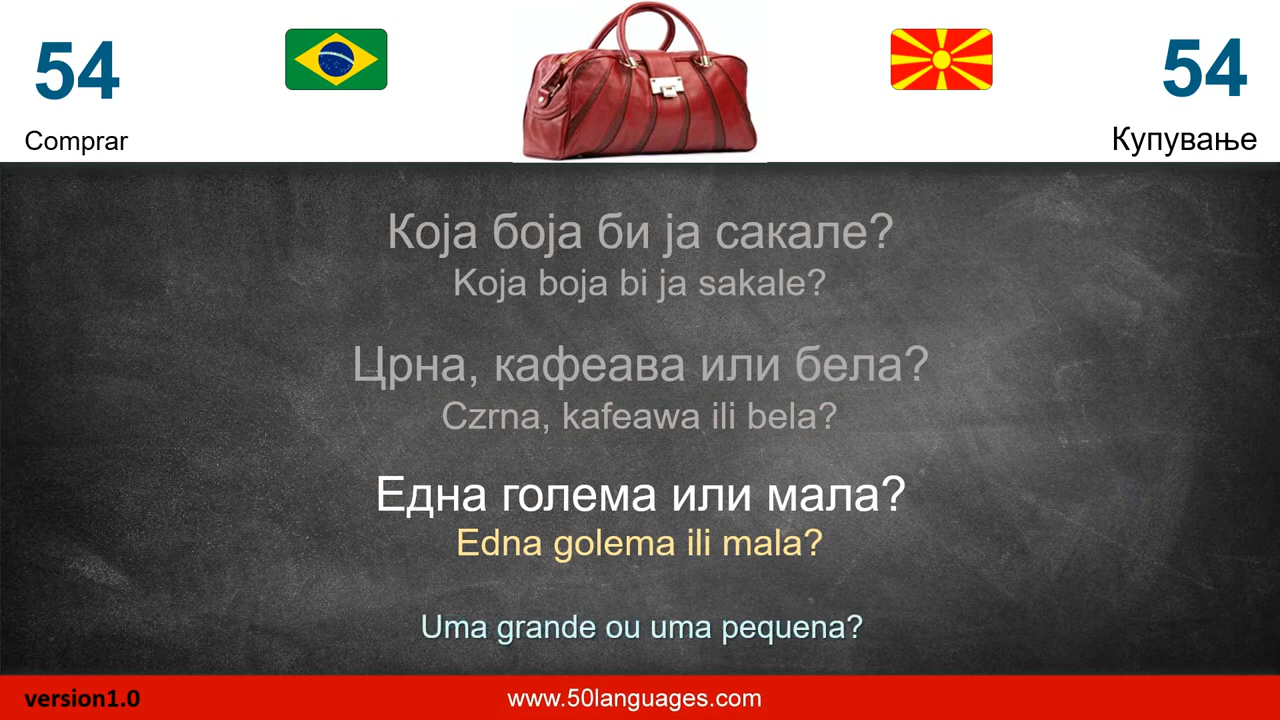 54
54
Comprar
Купување
Која боја би ја сакале?
Koja boja bi ja sakale?
Црна, кафеава или бела?
Czrna, kafeawa ili bela?
Една голема или мала?
Edna golema ili mala?
Uma grande ou uma pequena?
version1.0
www.50languages.com